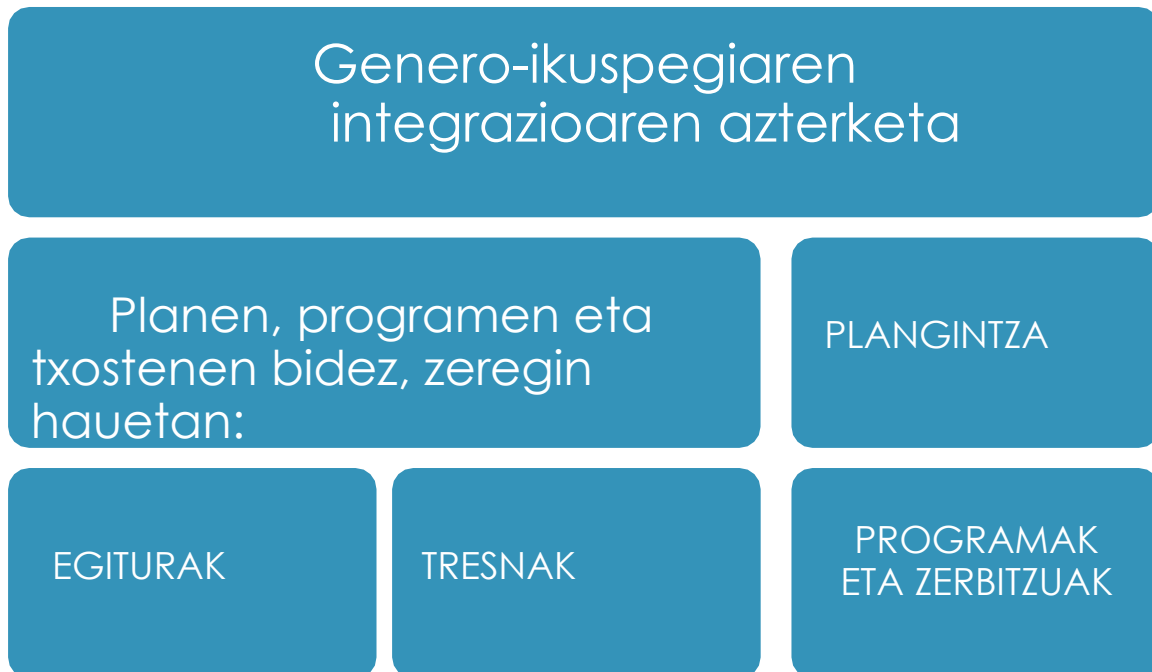 Genero-ikuspegiaren
integrazioaren azterketa
Planen, programen eta
txostenen bidez, zeregin
hauetan:
PLANGINTZA
EGITURAK
TRESNAK
PROGRAMAK
ETA ZERBITZUAK